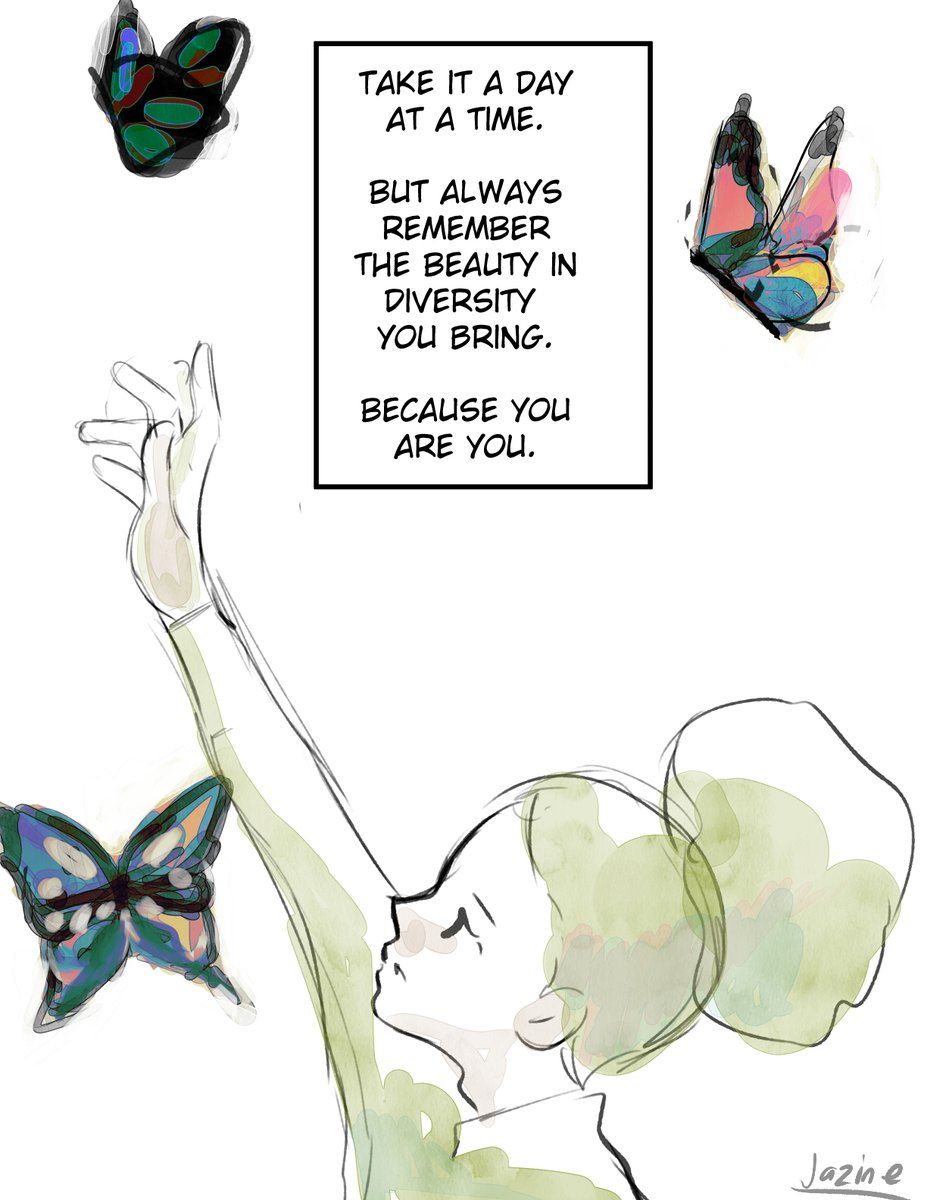 TAKE IT A DAY
AT A TIME.
BUT ALWAYS
REMEMBER
THE BEAUTY IN
DIVERSITY
YOU BRING.
BECAUSE YOU
ARE YOU.
Jazine